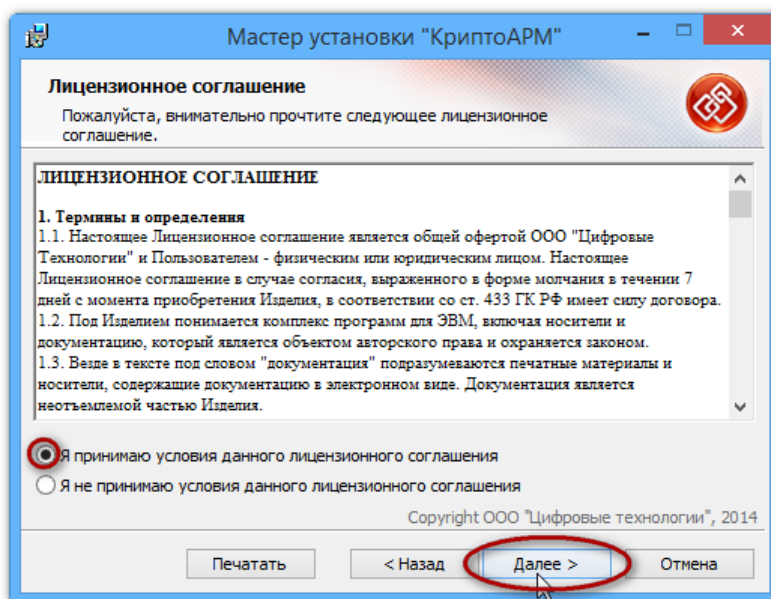 Мастер установки "КриптоАРМ"
Лицензионное соглашение
Пожалуйста, внимательно прочтите следующее лицензионное
соглашение.
ЛИЦЕНЗИОННОЕ СОГЛАШЕНИЕ
1. Термины и определения
1.1. Настоящее Лицензионное соглашение является общей офертой ООО "Цифровые
Технологии" и Пользователем - физическим или юридическим лицом. Настоящее
Лицензионное соглашение в случае согласия, выраженного в форме молчания в течении 7
дней с момента приобретения Изделия, в соответствии со ст. 433 ГК РФ имеет силу договора.
1.2. Под Изделием понимается комплекс программ для ЭВМ, включая носители и
документацию, который является объектом авторского права и охраняется законом.
1.3. Везде в тексте под словом "документация" подразумеваются печатные материалы и
носители, содержащие документацию в электронном виде. Документация является
неотъемлемой частью Изделия.
Я принимаю условия данного лицензионного соглашения
Я не принимаю условия данного лицензионного соглашения
Copyright ООО "Цифровые технологии", 2014
Печатать
< Назад
Далее >
Отмена